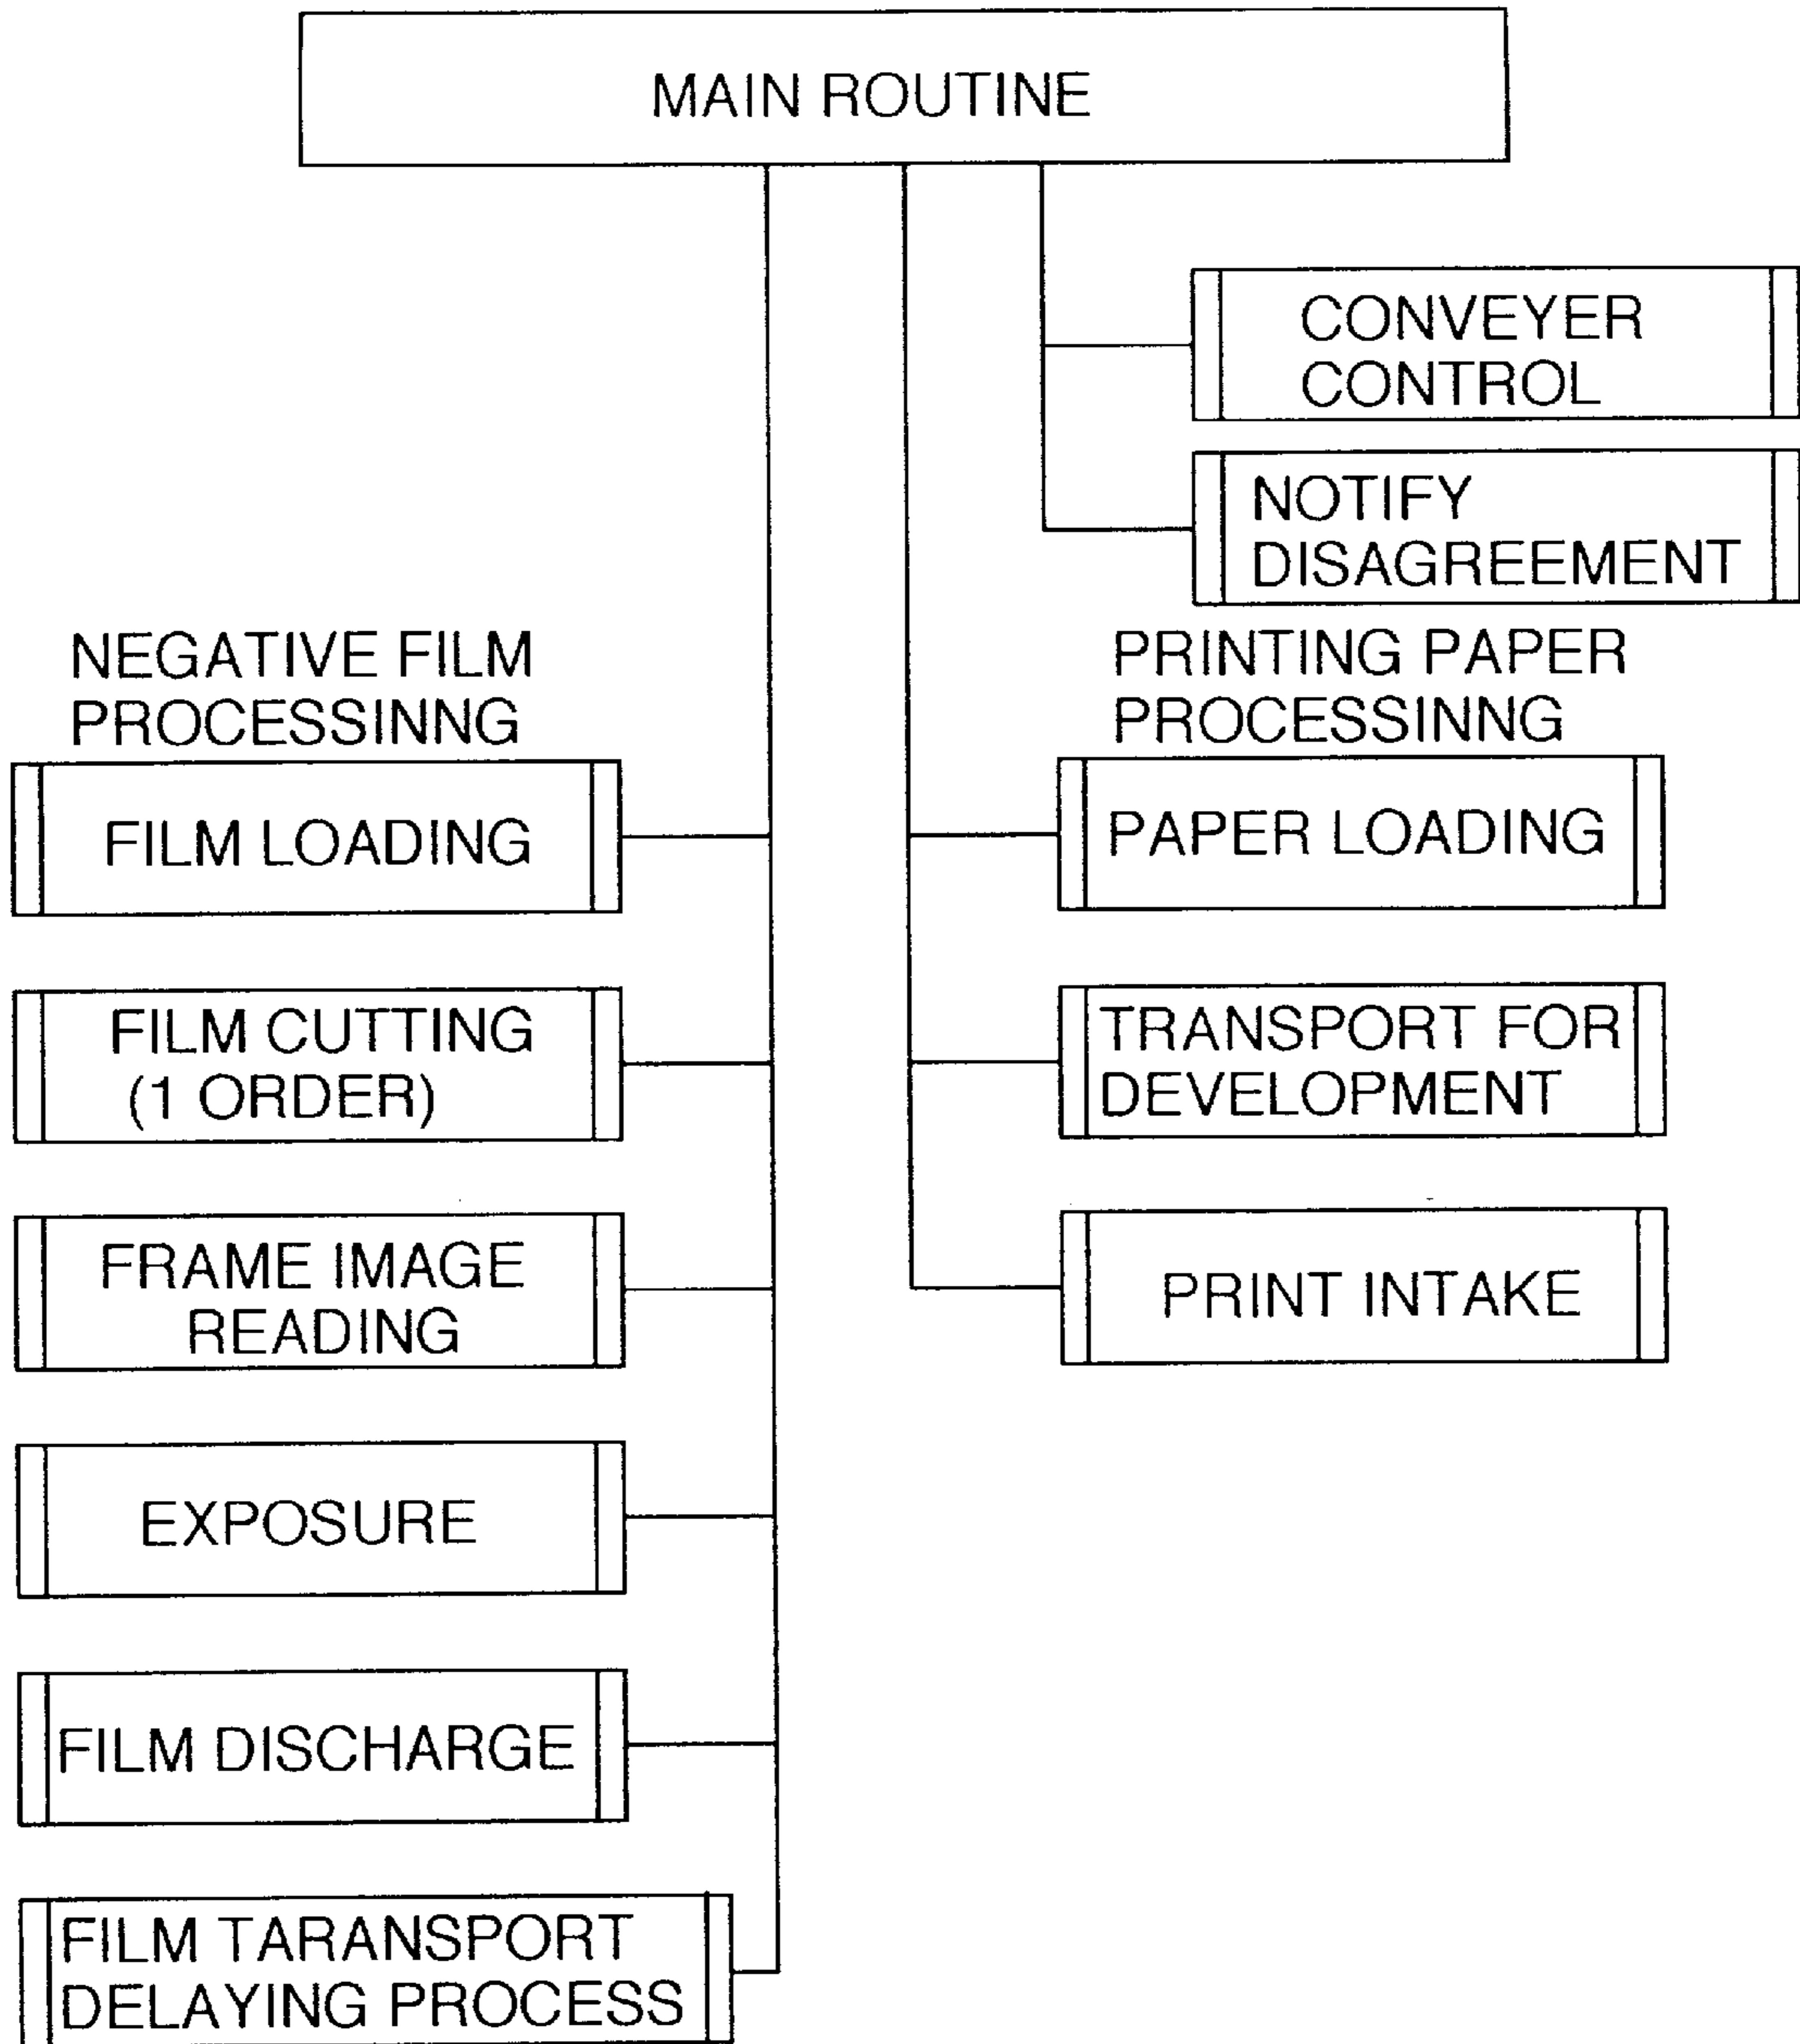 MAIN ROUTINE
CONVEYER
CONTROL
NOTIFY
DISAGREEMENT
NEGATIVE FILM
PROCESSINNG
FILM LOADING
FILM CUTTING
(1 ORDER)
FRAME IMAGE
READING
EXPOSURE
FILM DISCHARGE
FILM TARANSPORT
DELAYING PROCESS
PRINTING PAPER
PROCESSINNG
PAPER LOADING
TRANSPORT FOR
DEVELOPMENT
PRINT INTAKE